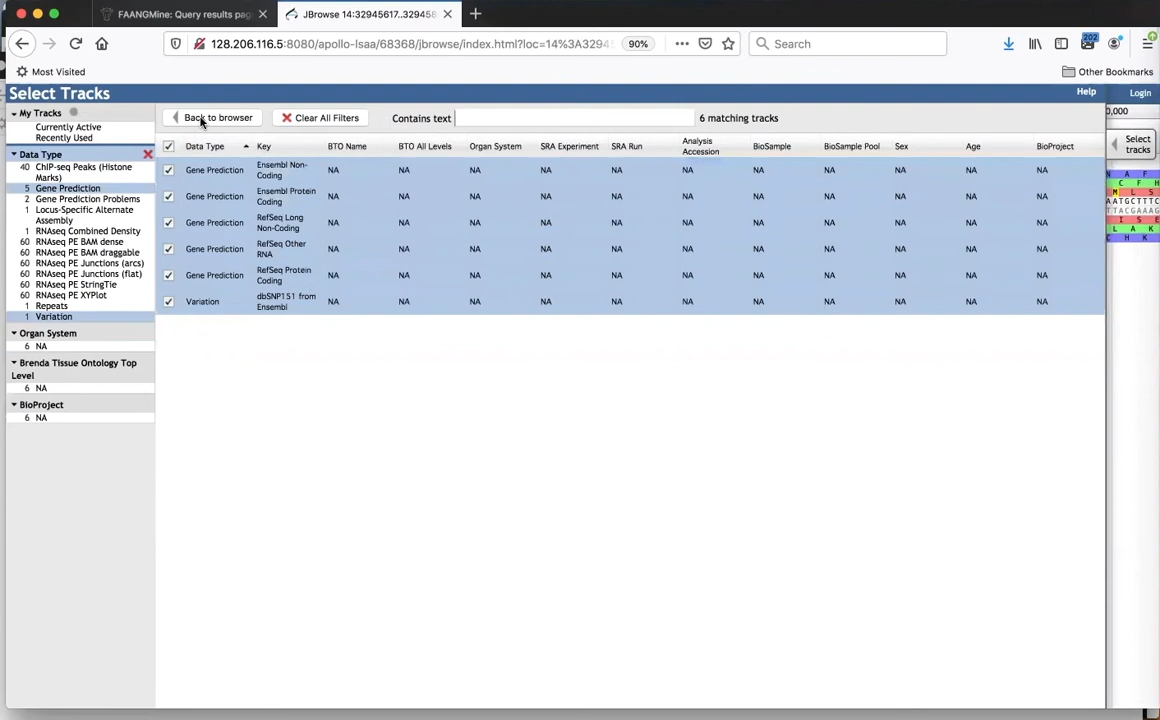 FAANGMine: Query results pag
JBrowse 14:32945617..329458
128.206.116.5:8080/apollo-lsaa/68368/jbrowse/index.html?loc=14%3A3294
90%
Search
202
Most Visited
Other Bookmarks
Select Tracks
Help
Login
My Tracks
Currently Active
Recently Used
Back to browser
Clear All Filters
Contains text
6 matching tracks
0,000
Select
tracks
Data Type
40 ChIP-seq Peaks (Histone
Marks)
5 Gene Prediction
2 Gene Prediction Problems
1 Locus-Specific Alternate
Assembly
1 RNAseq Combined Density
60 RNAseq PE BAM dense
60 RNAseq PE BAM draggable
60 RNAseq PE Junctions (arcs)
60 RNAseq PE Junctions (flat)
60 RNAseq PE StringTie
60 RNAseq PE XYPlot
1 Repeats
1 Variation
Organ System
6 NA
Brenda Tissue Ontology Top
Level
6 NA
BioProject
6 NA
Data Type Key BTO Name BTO All Levels Organ System SRA Experiment SRA Run Analysis Accession BioSample BioSample Pool Sex Age BioProject
Gene Prediction Ensembl Non-Coding NA NA NA NA NA NA NA NA NA NA NA
Gene Prediction Ensembl Protein Coding NA NA NA NA NA NA NA NA NA NA NA
Gene Prediction RefSeq Long Non-Coding NA NA NA NA NA NA NA NA NA NA NA
Gene Prediction RefSeq Other RNA NA NA NA NA NA NA NA NA NA NA NA
Gene Prediction RefSeq Protein Coding NA NA NA NA NA NA NA NA NA NA NA
Variation dbSNP151 from Ensembl NA NA NA NA NA NA NA NA NA NA NA
N A F
C F H
M L S
AATGCTTTC
TTACGAAAG
I S E
L A K
C H K